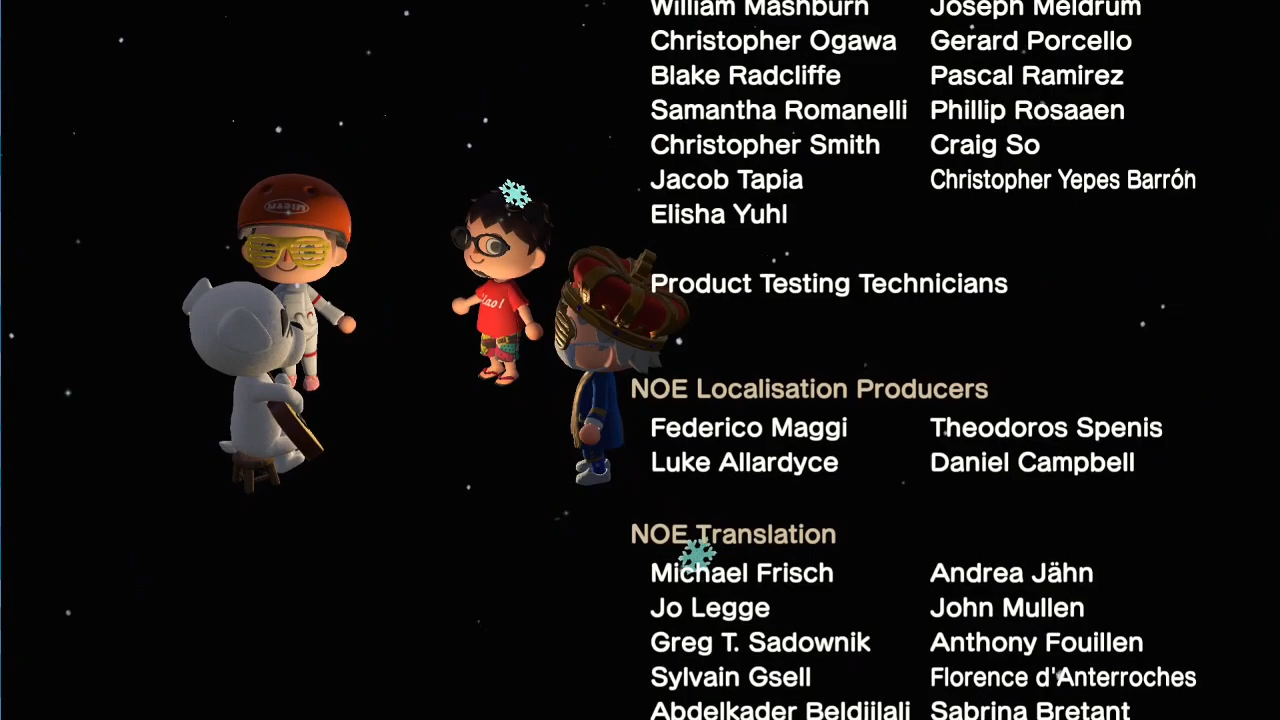 William Mashburn Joseph Meldrum
Christopher Ogawa Gerard Porcello
Blake Radcliffe Pascal Ramirez
Samantha Romanelli Phillip Rosaaen
Christopher Smith Craig So
Jacob Tapia Christopher Yepes Barrón
Elisha Yuhl
Product Testing Technicians
NOE Localisation Producers
Federico Maggi Theodoros Spenis
Luke Allardyce Daniel Campbell
NOE Translation
Michael Frisch Andrea Jähn
Jo Legge John Mullen
Greg T. Sadownik Anthony Fouillen
Sylvain Gsell Florence d'Anterroches
Abdelkader Beldjilali Sabrina Bretant